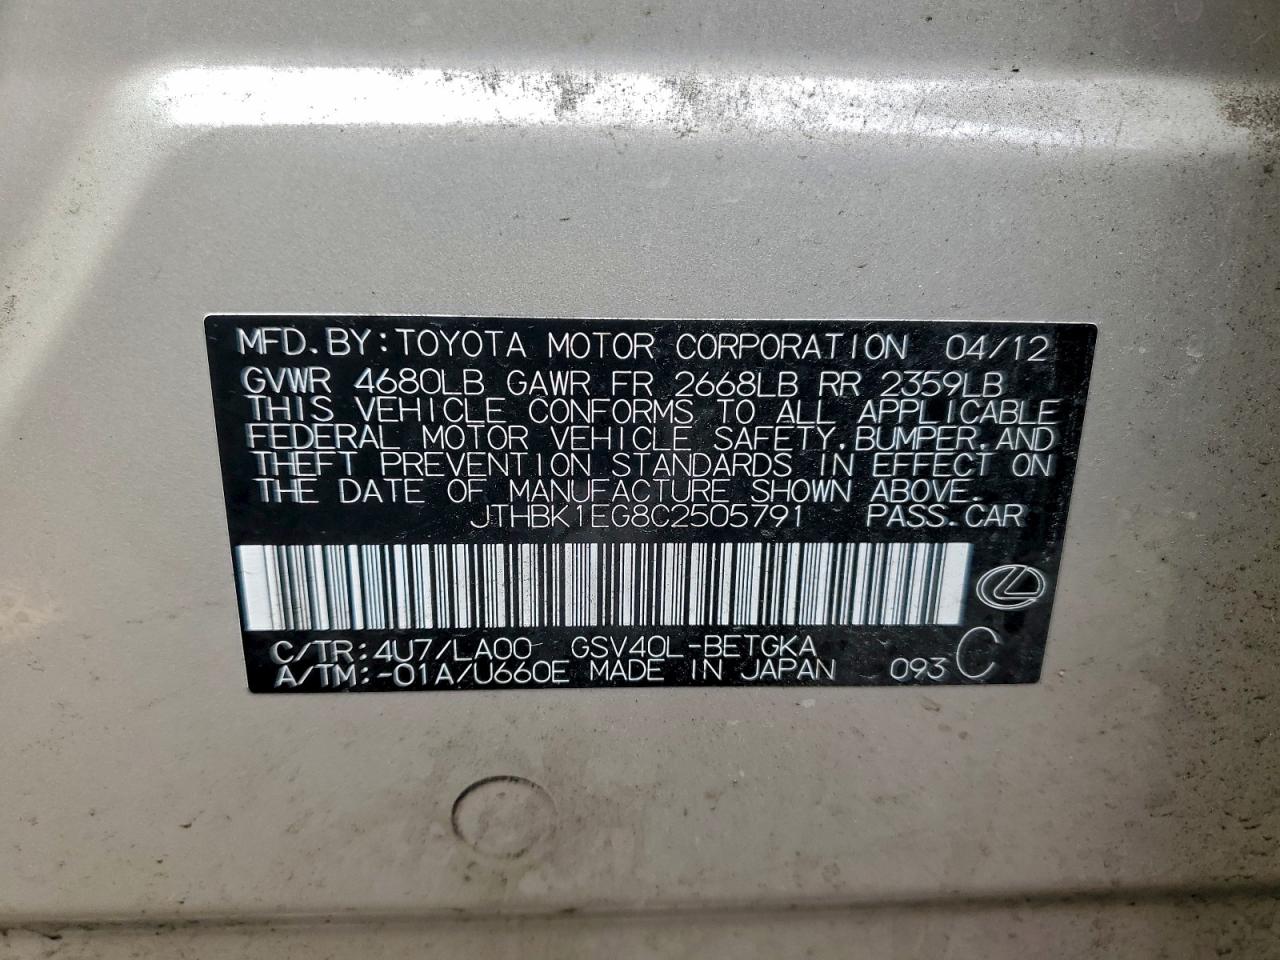 MFD.BY:TOYOTA MOTOR CORPORATION 04/12
GVWR 4680LB GAWR FR 2668LB RR 2359LB
THIS VEHICLE CONFORMS TO ALL APPLICABLE
FEDERAL MOTOR VEHICLE SAFETY,BUMPER,AND
THEFT PREVENTION STANDARDS IN EFFECT ON
THE DATE OF MANUFACTURE SHOWN ABOVE.
JTHBK1EG8C2505791 PASS.CAR
C/TR:4U7/LA00 GSV40L-BETGKA
A/TM:-01A/U660E MADE IN JAPAN 093 C